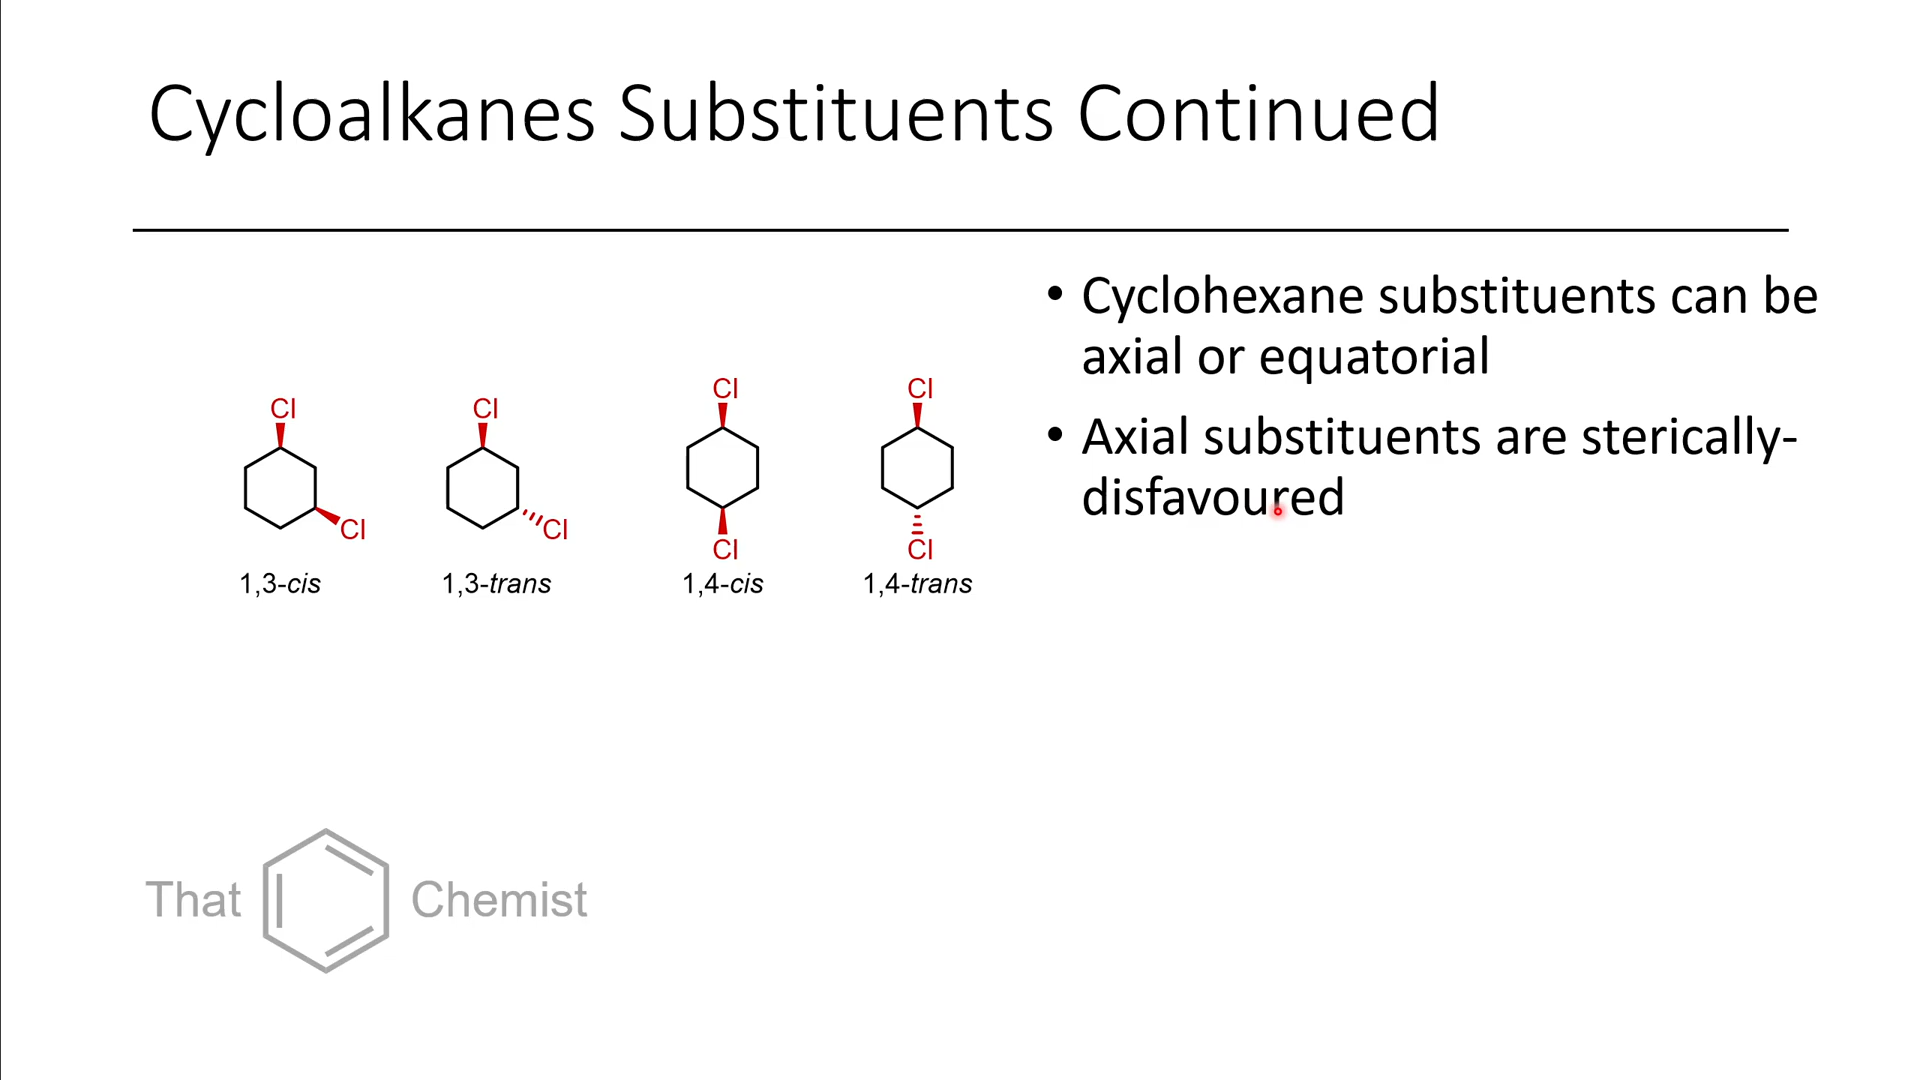 Cycloalkanes Substituents Continued
• Cyclohexane substituents can be
axial or equatorial
• Axial substituents are sterically-
disfavoured
Cl Cl Cl Cl
Cl Cl Cl Cl
1,3-cis 1,3-trans 1,4-cis 1,4-trans
That Chemist